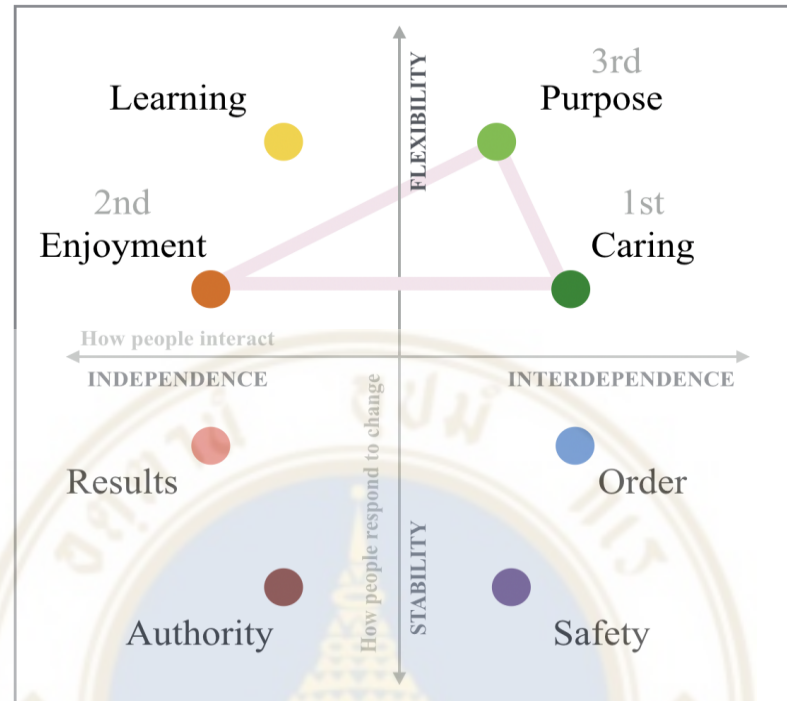 3rd
Learning
Purpose
FLEXIBILITY
2nd
1st
Enjoyment
Caring
How people interact
INDEPENDENCE
INTERDEPENDENCE
How people respond to change
Results
Order
STABILITY
Authority
Safety